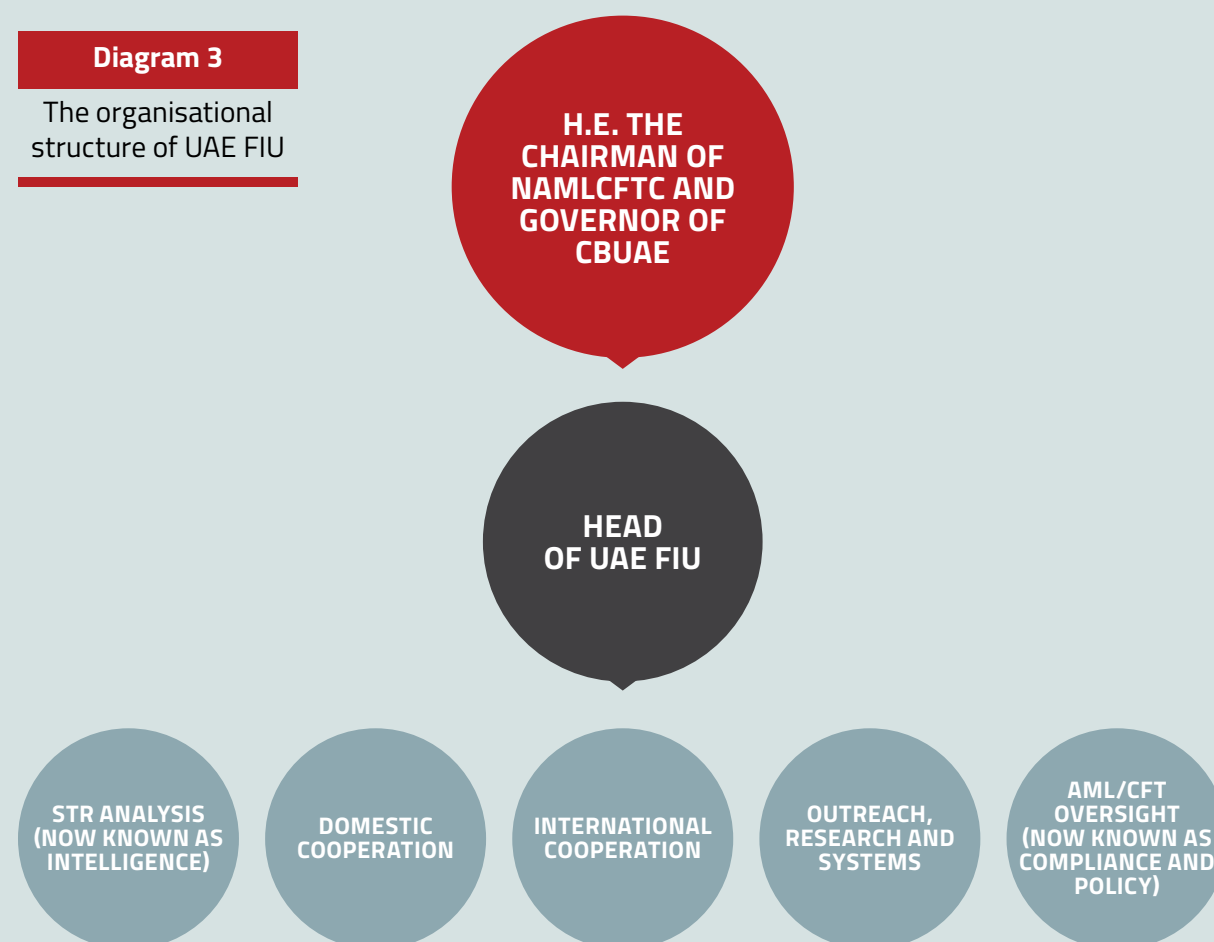 Diagram 3
The organisational
structure of UAE FIU
H.E. THE
CHAIRMAN OF
NAMLCFTC AND
GOVERNOR OF
CBUAE
HEAD
OF UAE FIU
STR ANALYSIS
(NOW KNOWN AS
INTELLIGENCE)
DOMESTIC
COOPERATION
INTERNATIONAL
COOPERATION
OUTREACH,
RESEARCH AND
SYSTEMS
AML/CFT
OVERSIGHT
(NOW KNOWN AS
COMPLIANCE AND
POLICY)